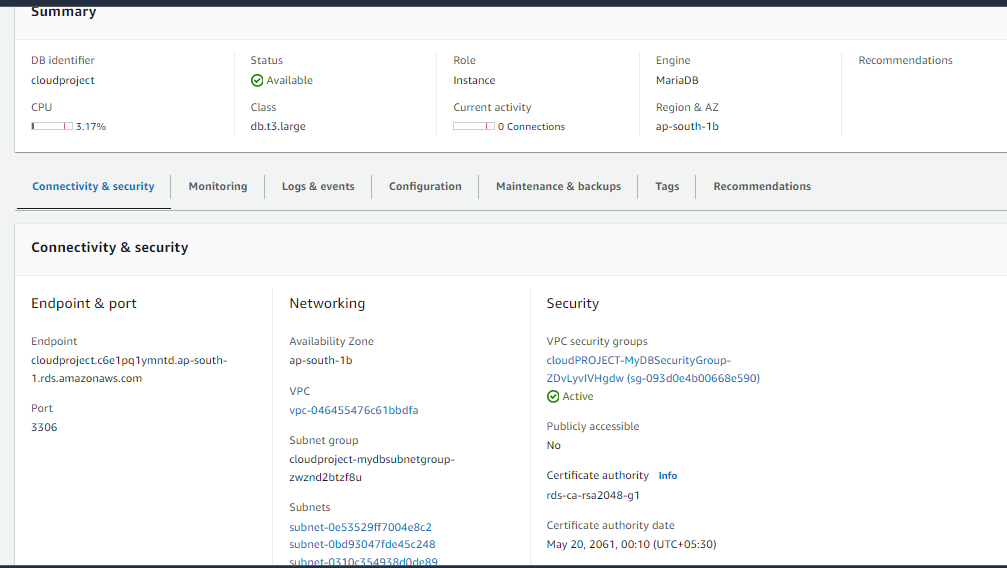 Summary
DB identifier
cloudproject
Status
Available
Role
Instance
Engine
MariaDB
Recommendations
CPU
3.17%
Class
db.t3.large
Current activity
0 Connections
Region & AZ
ap-south-1b
Connectivity & security
Monitoring
Logs & events
Configuration
Maintenance & backups
Tags
Recommendations
Connectivity & security
Endpoint & port
Endpoint
cloudproject.c6e1pq1ymntd.ap-south-
1.rds.amazonaws.com
Port
3306
Networking
Availability Zone
ap-south-1b
VPC
vpc-046455476c61bbdfa
Subnet group
cloudproject-mydbsubnetgroup-
zwznd2btzf8u
Subnets
subnet-0e53529ff7004e8c2
subnet-0bd93047fde45c248
subnet-0310c354938d0de89
Security
VPC security groups
cloudPROJECT-MyDBSecurityGroup-
ZDvLyvIVHgdw (sg-093d0e4b00668e590)
Active
Publicly accessible
No
Certificate authority Info
rds-ca-rsa2048-g1
Certificate authority date
May 20, 2061, 00:10 (UTC+05:30)